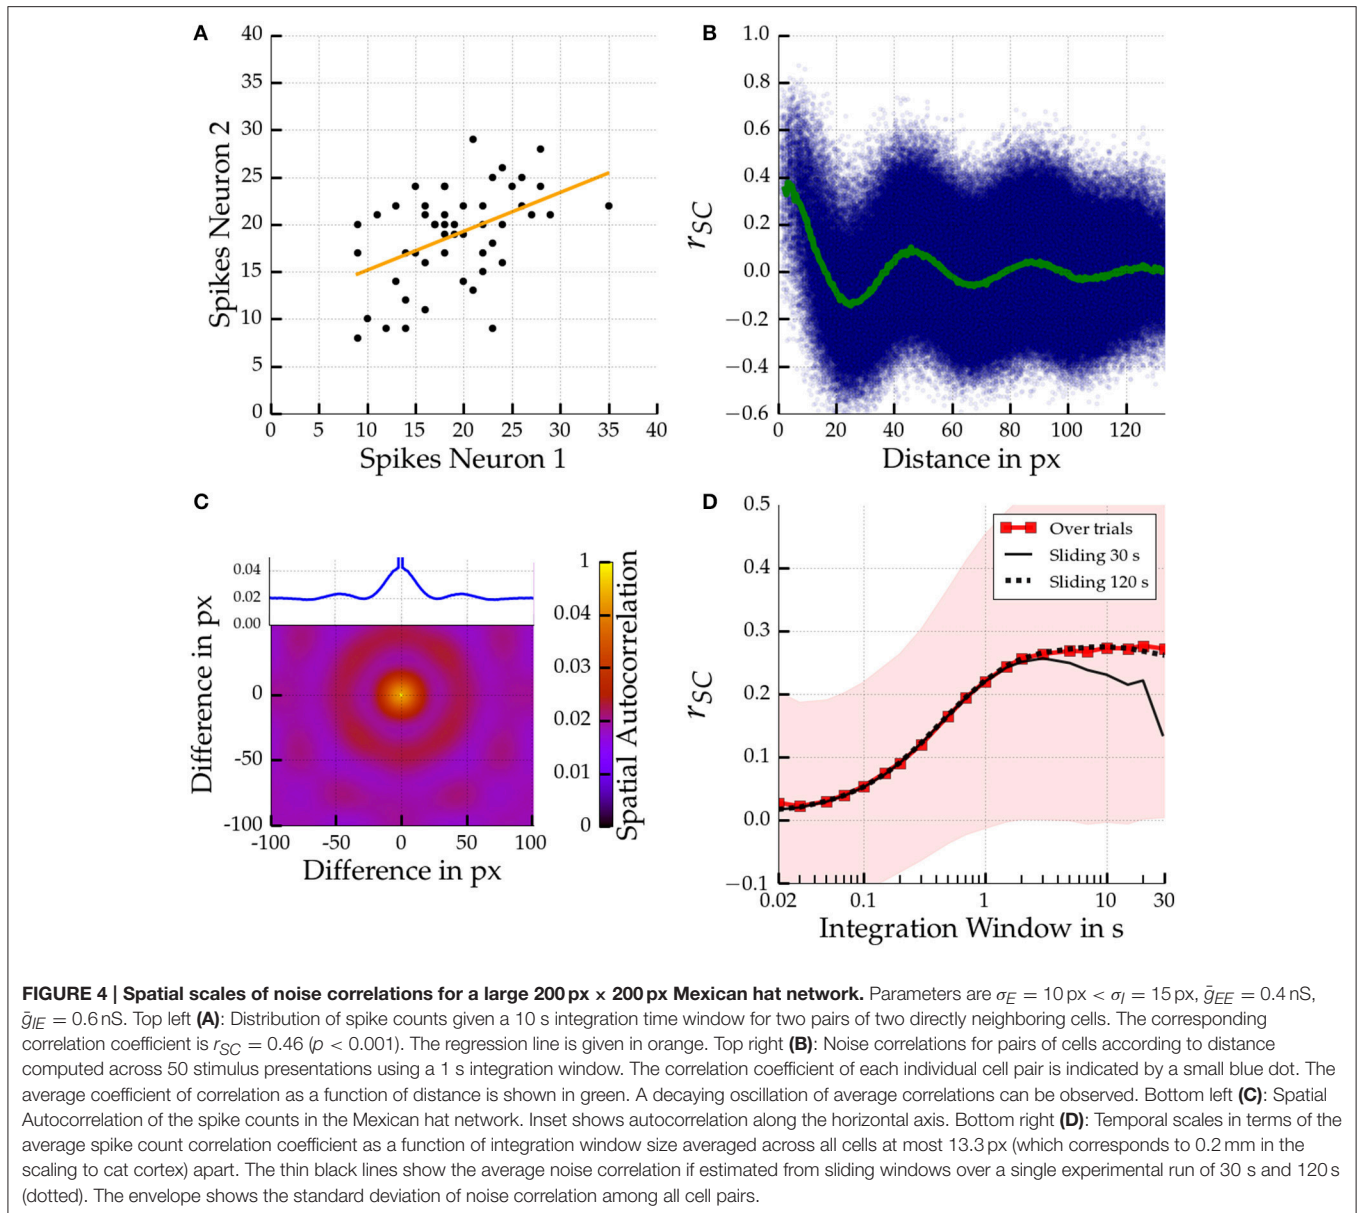 A
40
35
30
25
20
15
10
5
0
Spikes Neuron 2
0 5 10 15 20 25 30 35 40
Spikes Neuron 1
B
1.0
0.8
0.6
0.4
0.2
0.0
−0.2
−0.4
−0.6
rSC
0 20 40 60 80 100 120
Distance in px
C
0.04
0.02
0.00
Difference in px
0
-50
-100
-100 -50 0 50 100
Difference in px
1
0.04
0.03
0.02
0.01
0
Spatial Autocorrelation
D
0.5
0.4
0.3
0.2
0.1
0.0
−0.1
rSC
Over trials
Sliding 30 s
Sliding 120 s
0.02 0.1 1 10 30
Integration Window in s
FIGURE 4 | Spatial scales of noise correlations for a large 200 px × 200 px Mexican hat network. Parameters are σE = 10 px < σI = 15 px, ḡEE = 0.4 nS,
ḡIE = 0.6 nS. Top left (A): Distribution of spike counts given a 10 s integration time window for two pairs of two directly neighboring cells. The corresponding
correlation coefficient is rSC = 0.46 (p < 0.001). The regression line is given in orange. Top right (B): Noise correlations for pairs of cells according to distance
computed across 50 stimulus presentations using a 1 s integration window. The correlation coefficient of each individual cell pair is indicated by a small blue dot. The
average coefficient of correlation as a function of distance is shown in green. A decaying oscillation of average correlations can be observed. Bottom left (C): Spatial
Autocorrelation of the spike counts in the Mexican hat network. Inset shows autocorrelation along the horizontal axis. Bottom right (D): Temporal scales in terms of the
average spike count correlation coefficient as a function of integration window size averaged across all cells at most 13.3 px (which corresponds to 0.2 mm in the
scaling to cat cortex) apart. The thin black lines show the average noise correlation if estimated from sliding windows over a single experimental run of 30 s and 120 s
(dotted). The envelope shows the standard deviation of noise correlation among all cell pairs.